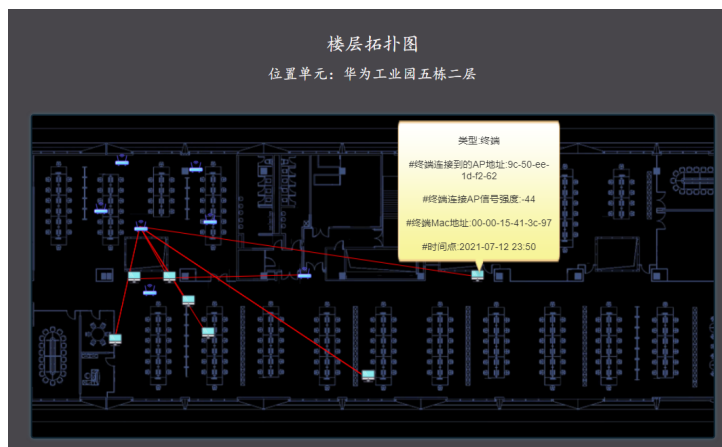 楼层拓扑图
位置单元：华为工业园五栋二层
类型:终端
#终端连接到的AP地址:9c-50-ee-
1d-f2-62
#终端连接AP信号强度:-44
#终端Mac地址:00-00-15-41-3c-97
#时间点:2021-07-12 23:50